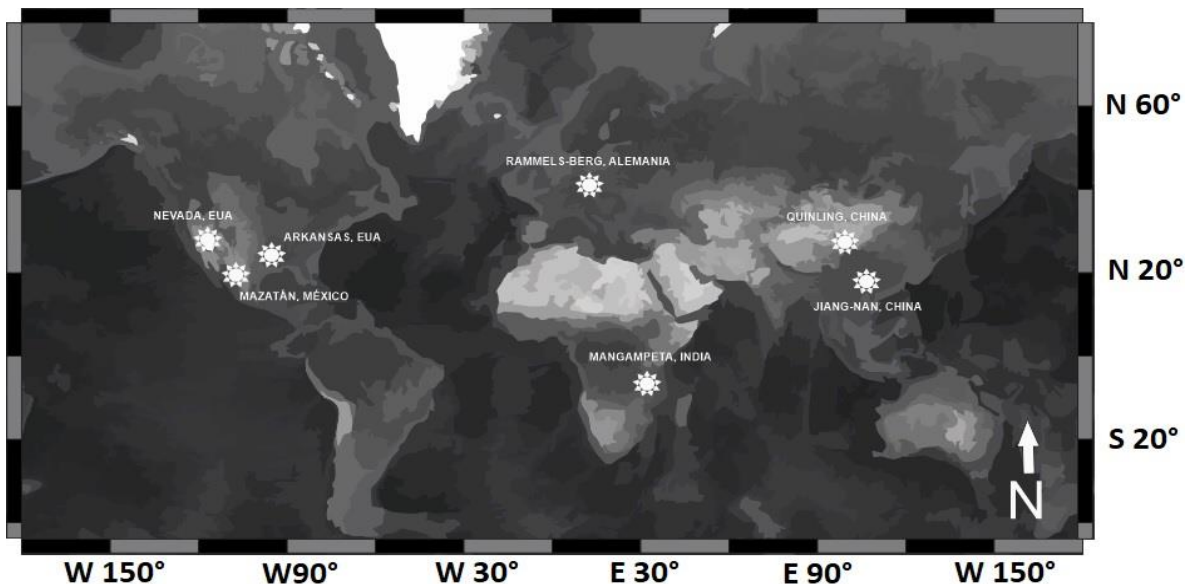 N 60°
RAMMELS-BERG, ALEMANIA
NEVADA, EUA
QUINLING, CHINA
ARKANSAS, EUA
N 20°
MAZATÁN, MÉXICO
JIANG-NAN, CHINA
MANGAMPETA, INDIA
S 20°
N
W 150°
W90°
W 30°
E 30°
E 90°
W 150°